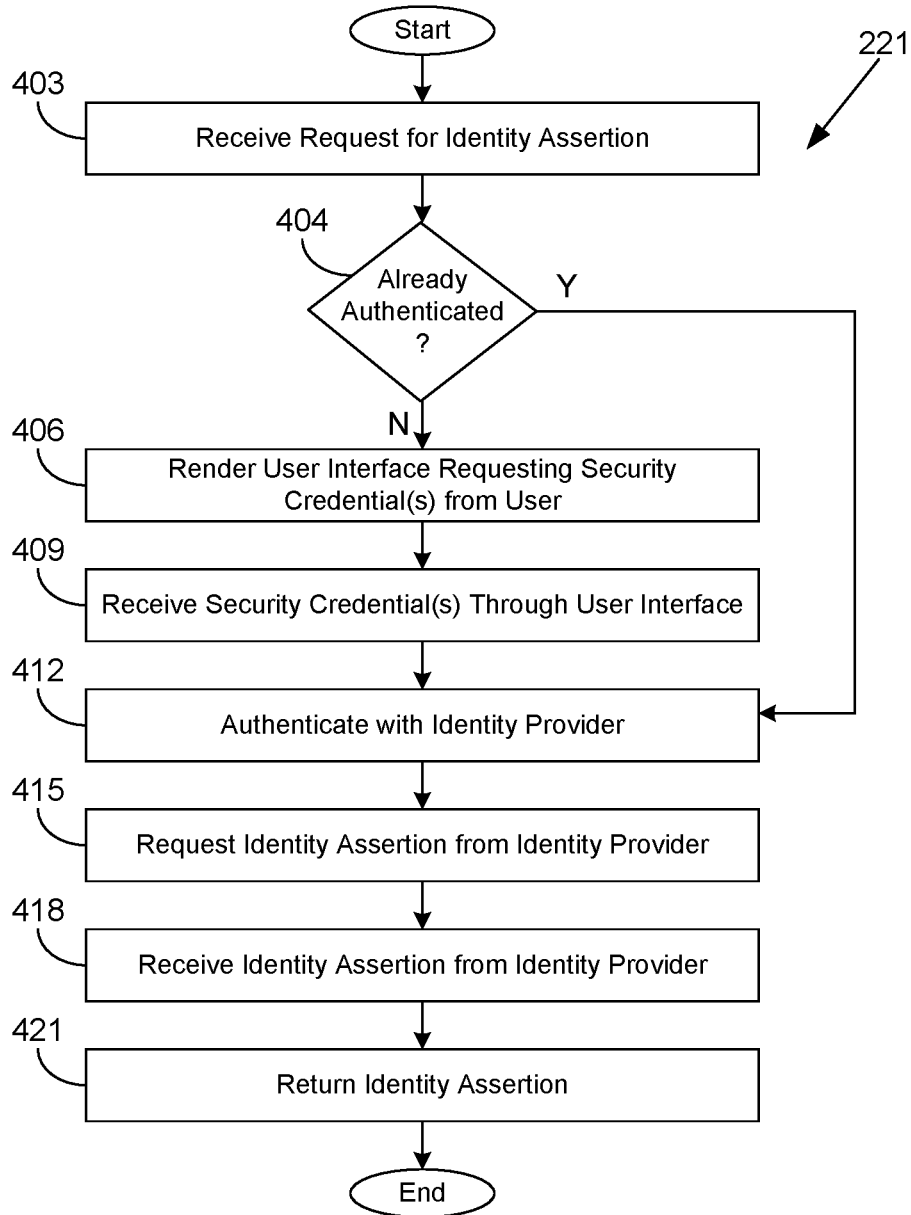 Start
221
403
Receive Request for Identity Assertion
404
Already
Authenticated
?
Y
N
406
Render User Interface Requesting Security
Credential(s) from User
409
Receive Security Credential(s) Through User Interface
412
Authenticate with Identity Provider
415
Request Identity Assertion from Identity Provider
418
Receive Identity Assertion from Identity Provider
421
Return Identity Assertion
End